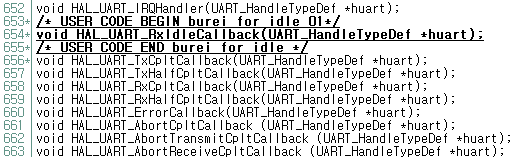 652 void HAL_UART_IRQHandler(UART_HandleTypeDef *huart);
653* /* USER CODE BEGIN burei for idle 01*/
654* void HAL_UART_RxIdleCallback(UART_HandleTypeDef *huart);
655* /* USER CODE END burei for idle */
656* void HAL_UART_TxCpltCallback(UART_HandleTypeDef *huart);
657 void HAL_UART_TxHalfCpltCallback(UART_HandleTypeDef *huart);
658 void HAL_UART_RxCpltCallback(UART_HandleTypeDef *huart);
659 void HAL_UART_RxHalfCpltCallback(UART_HandleTypeDef *huart);
660 void HAL_UART_ErrorCallback(UART_HandleTypeDef *huart);
661 void HAL_UART_AbortCpltCallback (UART_HandleTypeDef *huart);
662 void HAL_UART_AbortTransmitCpltCallback (UART_HandleTypeDef *huart);
663 void HAL_UART_AbortReceiveCpltCallback (UART_HandleTypeDef *huart);